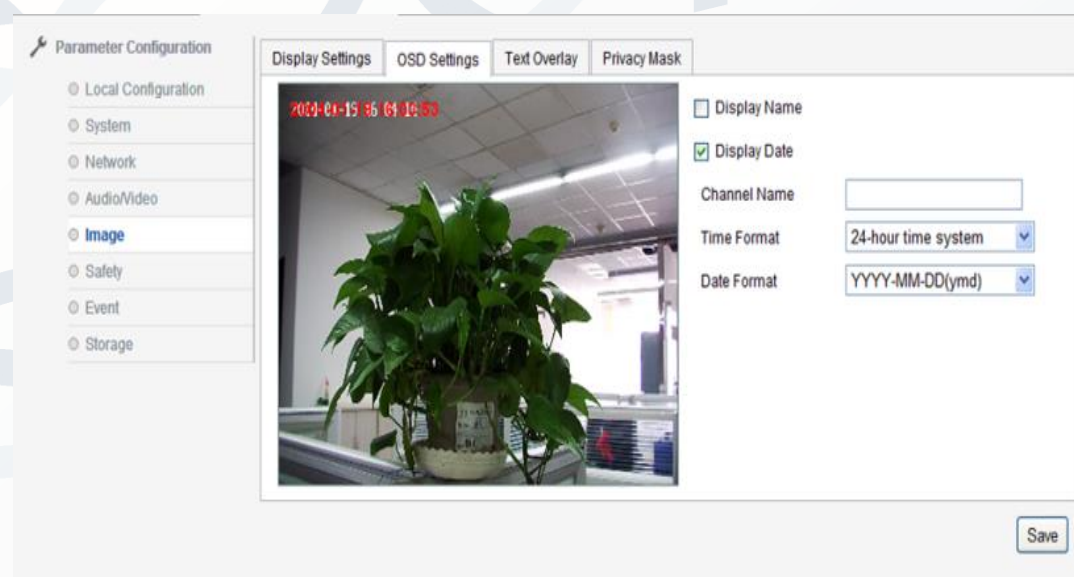 Parameter Configuration
Local Configuration
System
Network
Audio/Video
Image
Safety
Event
Storage
Display Settings
OSD Settings
Text Overlay
Privacy Mask
Display Name
Display Date
Channel Name
Time Format
24-hour time system
Date Format
YYYY-MM-DD(ymd)
Save